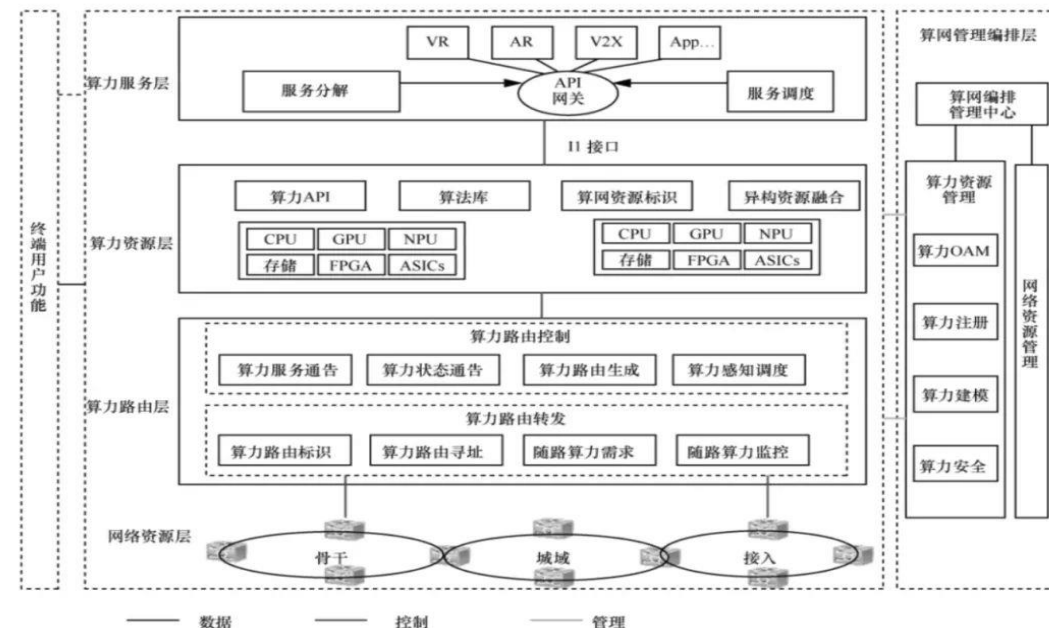 终端用户功能
算力服务层
VR
AR
V2X
App…
服务分解
API
网关
服务调度
I1 接口
算力资源层
算力API
算法库
算网资源标识
异构资源融合
CPU
GPU
NPU
存储
FPGA
ASICs
CPU
GPU
NPU
存储
FPGA
ASICs
算力路由层
算力路由控制
算力服务通告
算力状态通告
算力路由生成
算力感知调度
算力路由转发
算力路由标识
算力路由寻址
随路算力需求
随路算力监控
网络资源层
骨干
城域
接入
算网管理编排层
算网编排
管理中心
算力资源
管理
算力OAM
算力注册
算力建模
算力安全
网络资源管理
数据
控制
管理